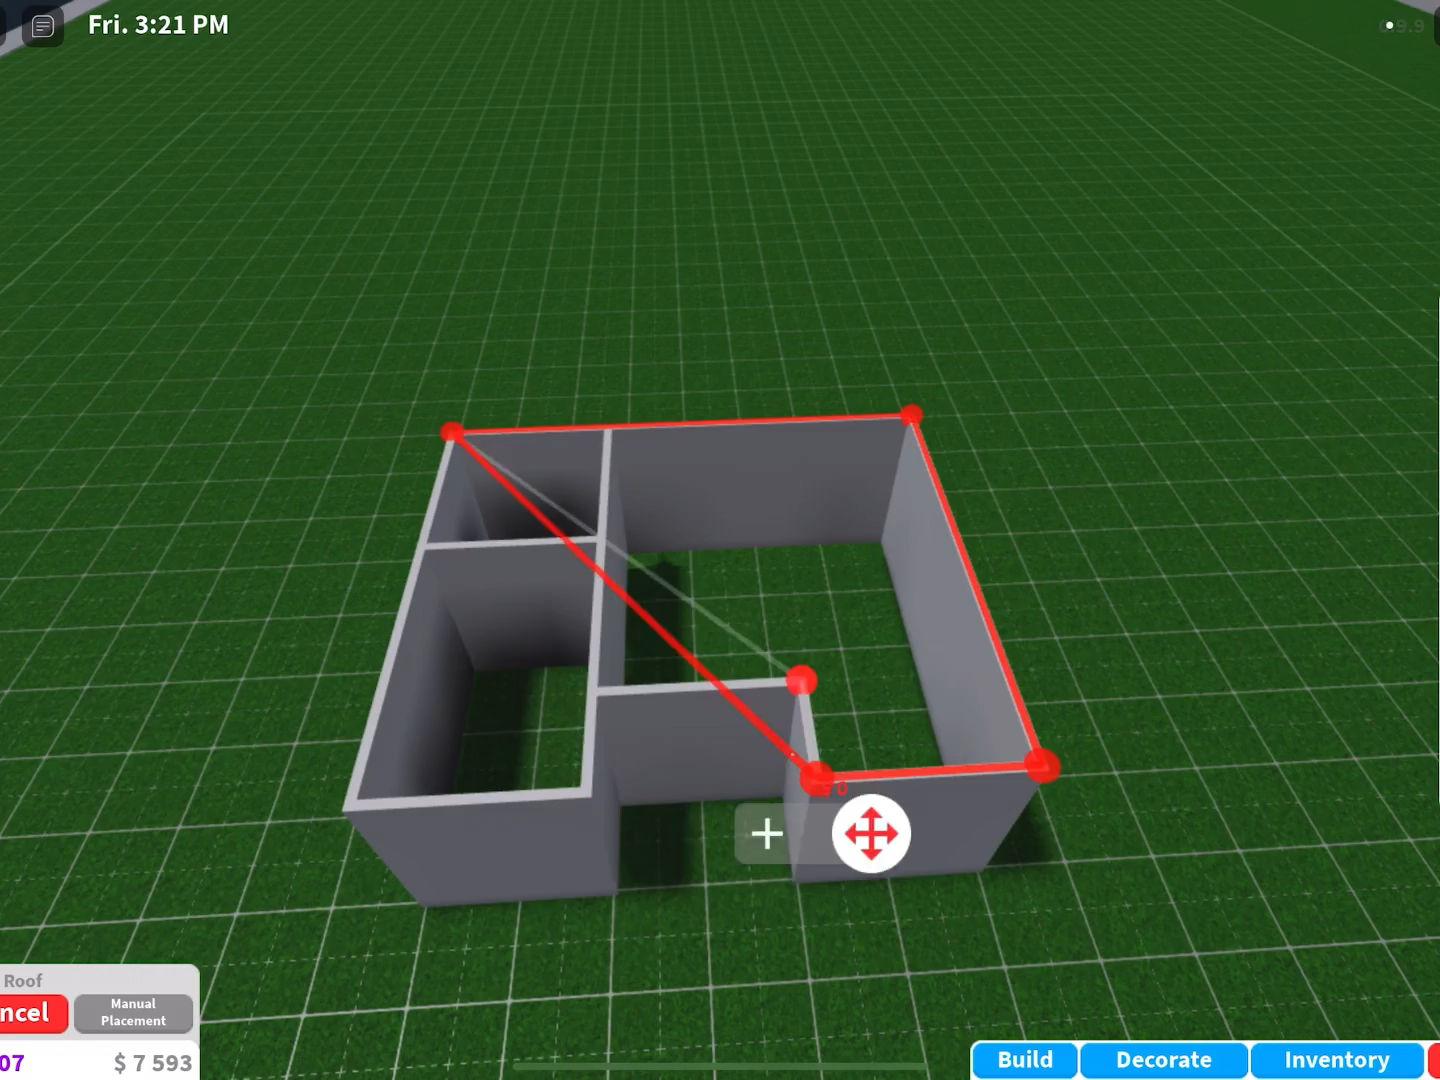 Fri. 3:21 PM
Roof
ncel
Manual
Placement
07
$ 7 593
Build
Decorate
Inventory